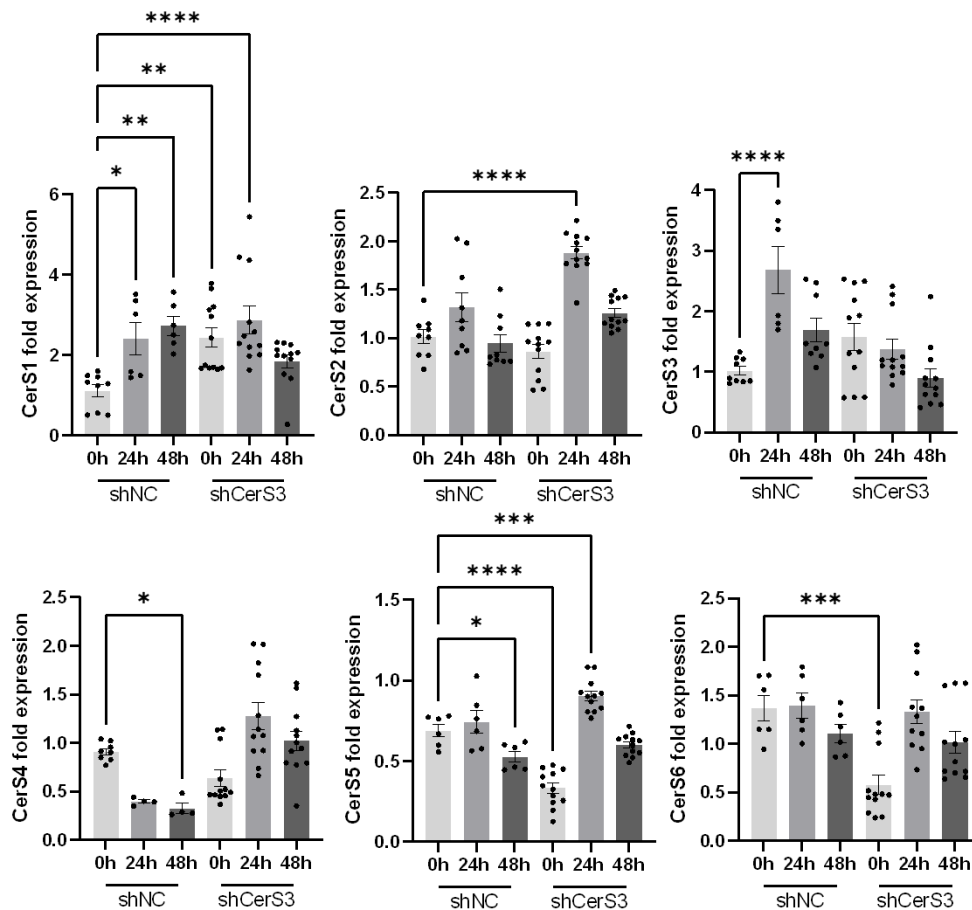 ****
**
**
*
CerS1 fold expression
6
4
2
0
0h 24h 48h 0h 24h 48h
shNC shCerS3
****
CerS2 fold expression
2.5
2.0
1.5
1.0
0.5
0.0
0h 24h 48h 0h 24h 48h
shNC shCerS3
****
CerS3 fold expression
4
3
2
1
0
0h 24h 48h 0h 24h 48h
shNC shCerS3
*
CerS4 fold expression
2.5
2.0
1.5
1.0
0.5
0.0
0h 24h 48h 0h 24h 48h
shNC shCerS3
***
****
*
CerS5 fold expression
1.5
1.0
0.5
0.0
0h 24h 48h 0h 24h 48h
shNC shCerS3
***
CerS6 fold expression
2.5
2.0
1.5
1.0
0.5
0.0
0h 24h 48h 0h 24h 48h
shNC shCerS3